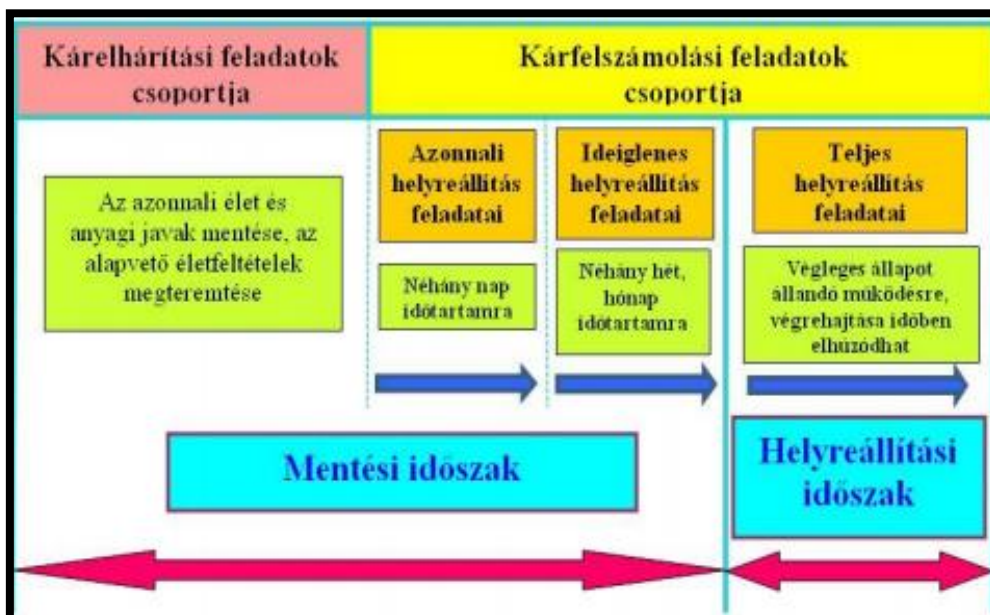 Kárelhárítási feladatok
csoportja
Kárfelszámolási feladatok
csoportja
Az azonnali élet és
anyagi javak mentése, az
alapvető életfeltételek
megteremtése
Azonnali
helyreállítás
feladatai
Néhány nap
időtartamra
Ideiglenes
helyreállítás
feladatai
Néhány hét,
hónap
időtartamra
Teljes
helyreállítás
feladatai
Végleges állapot
állandó működésre,
végrehajtása időben
elhúzódhat
Mentési időszak
Helyreállítási
időszak